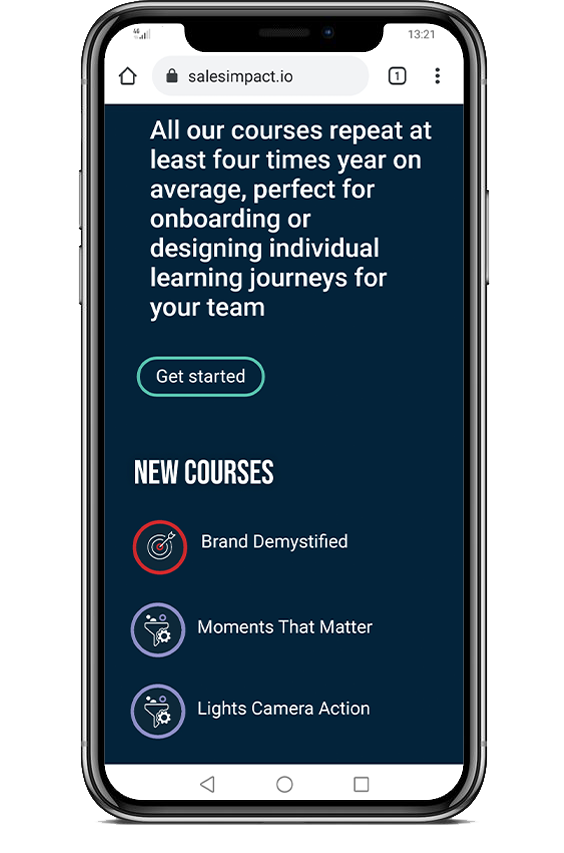 4G
13:21
salesimpact.io
1
All our courses repeat at
least four times year on
average, perfect for
onboarding or
designing individual
learning journeys for
your team
Get started
NEW COURSES
Brand Demystified
Moments That Matter
Lights Camera Action